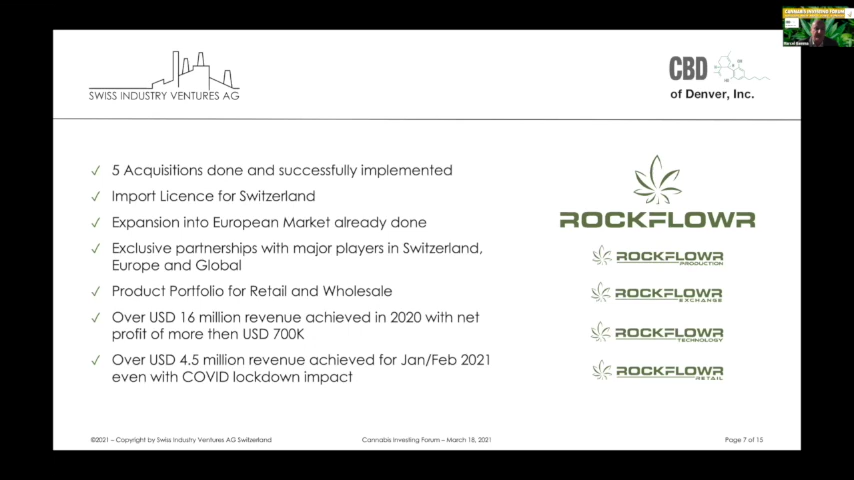 SWISS INDUSTRY VENTURES AG
CBD
of Denver, Inc.
✓ 5 Acquisitions done and successfully implemented
✓ Import Licence for Switzerland
✓ Expansion into European Market already done
✓ Exclusive partnerships with major players in Switzerland,
Europe and Global
✓ Product Portfolio for Retail and Wholesale
✓ Over USD 16 million revenue achieved in 2020 with net
profit of more then USD 700K
✓ Over USD 4.5 million revenue achieved for Jan/Feb 2021
even with COVID lockdown impact
ROCKFLOWR
ROCKFLOWR
PRODUCTION
ROCKFLOWR
EXCHANGE
ROCKFLOWR
TECHNOLOGY
ROCKFLOWR
RETAIL
©2021 – Copyright by Swiss Industry Ventures AG Switzerland
Cannabis Investing Forum – March 18, 2021
Page 7 of 15
CANNABIS INVESTING FORUM